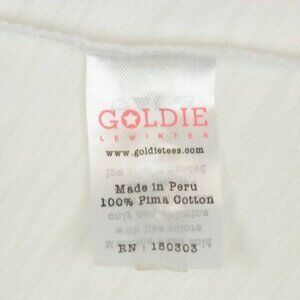 GOLDIE
LEWINTER
www.goldietees.com
Made in Peru
100% Pima Cotton
RN : 150303